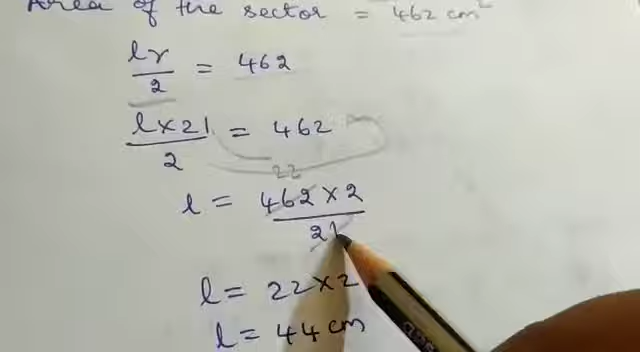 Area of the sector = 462 cm²
lr/2 = 462
l×21/2 = 462
22
l = 462×2/21
l = 22×2
l = 44 cm